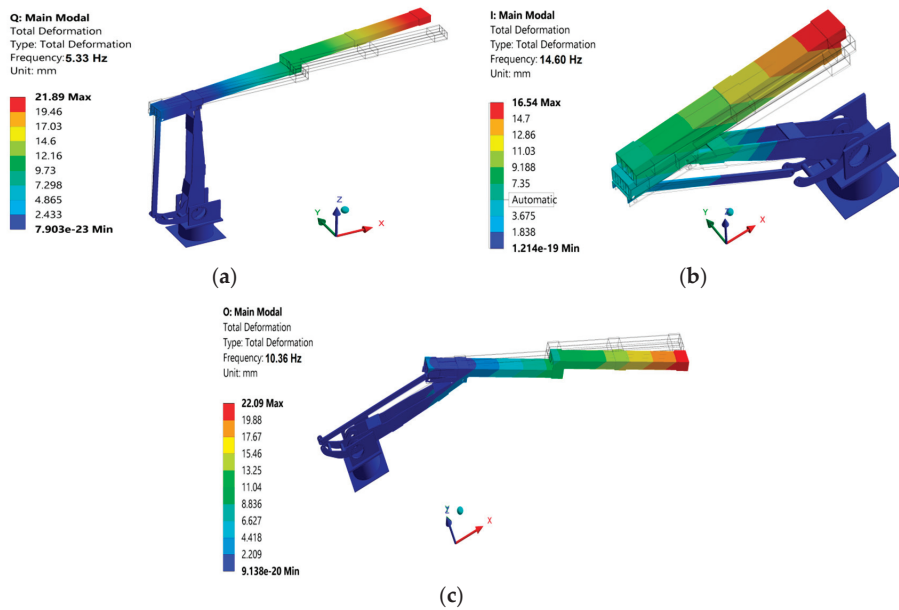 Q: Main Modal
Total Deformation
Type: Total Deformation
Frequency: 5.33 Hz
Unit: mm
21.89 Max
19.46
17.03
14.6
12.16
9.73
7.298
4.865
2.433
7.903e-23 Min
Z
Y
X
(a)
I: Main Modal
Total Deformation
Type: Total Deformation
Frequency: 14.60 Hz
Unit: mm
16.54 Max
14.7
12.86
11.03
9.188
7.35
Automatic
3.675
1.838
1.214e-19 Min
Y
Z
X
(b)
O: Main Modal
Total Deformation
Type: Total Deformation
Frequency: 10.36 Hz
Unit: mm
22.09 Max
19.88
17.67
15.46
13.25
11.04
8.836
6.627
4.418
2.209
9.138e-20 Min
Z
X
(c)